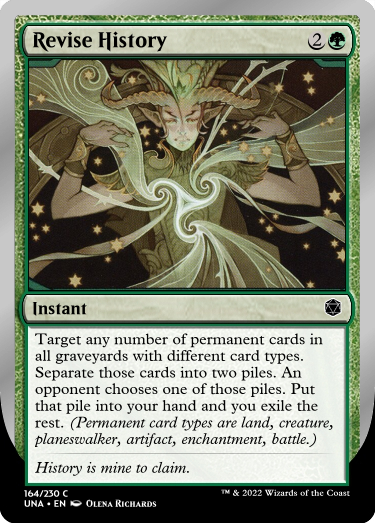 Revise History 2
Instant
Target any number of permanent cards in
all graveyards with different card types.
Separate those cards into two piles. An
opponent chooses one of those piles. Put
that pile into your hand and you exile the
rest. (Permanent card types are land, creature,
planeswalker, artifact, enchantment, battle.)
History is mine to claim.
164/230 C
UNA • EN Olena Richards
™ & 2022 Wizards of the Coast